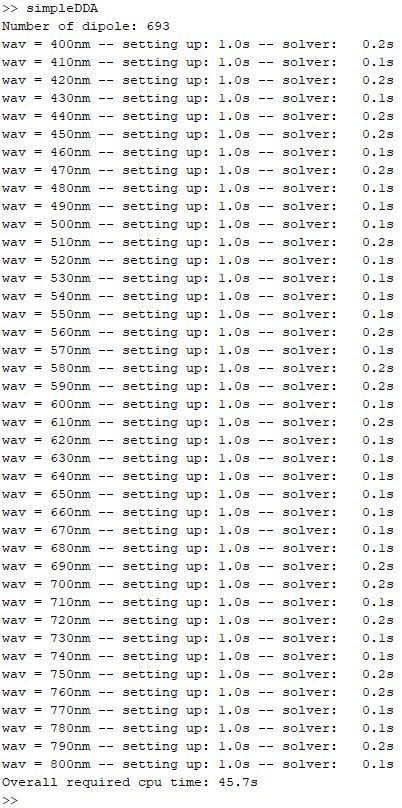 >> simpleDDA
Number of dipole: 693
wav = 400nm -- setting up: 1.0s -- solver:   0.2s
wav = 410nm -- setting up: 1.0s -- solver:   0.1s
wav = 420nm -- setting up: 1.0s -- solver:   0.2s
wav = 430nm -- setting up: 1.0s -- solver:   0.1s
wav = 440nm -- setting up: 1.0s -- solver:   0.2s
wav = 450nm -- setting up: 1.0s -- solver:   0.2s
wav = 460nm -- setting up: 1.0s -- solver:   0.1s
wav = 470nm -- setting up: 1.0s -- solver:   0.2s
wav = 480nm -- setting up: 1.0s -- solver:   0.1s
wav = 490nm -- setting up: 1.0s -- solver:   0.1s
wav = 500nm -- setting up: 1.0s -- solver:   0.1s
wav = 510nm -- setting up: 1.0s -- solver:   0.2s
wav = 520nm -- setting up: 1.0s -- solver:   0.1s
wav = 530nm -- setting up: 1.0s -- solver:   0.1s
wav = 540nm -- setting up: 1.0s -- solver:   0.1s
wav = 550nm -- setting up: 1.0s -- solver:   0.1s
wav = 560nm -- setting up: 1.0s -- solver:   0.2s
wav = 570nm -- setting up: 1.0s -- solver:   0.1s
wav = 580nm -- setting up: 1.0s -- solver:   0.2s
wav = 590nm -- setting up: 1.0s -- solver:   0.2s
wav = 600nm -- setting up: 1.0s -- solver:   0.1s
wav = 610nm -- setting up: 1.0s -- solver:   0.2s
wav = 620nm -- setting up: 1.0s -- solver:   0.1s
wav = 630nm -- setting up: 1.0s -- solver:   0.1s
wav = 640nm -- setting up: 1.0s -- solver:   0.1s
wav = 650nm -- setting up: 1.0s -- solver:   0.1s
wav = 660nm -- setting up: 1.0s -- solver:   0.1s
wav = 670nm -- setting up: 1.0s -- solver:   0.1s
wav = 680nm -- setting up: 1.0s -- solver:   0.1s
wav = 690nm -- setting up: 1.0s -- solver:   0.2s
wav = 700nm -- setting up: 1.0s -- solver:   0.2s
wav = 710nm -- setting up: 1.0s -- solver:   0.1s
wav = 720nm -- setting up: 1.0s -- solver:   0.2s
wav = 730nm -- setting up: 1.0s -- solver:   0.1s
wav = 740nm -- setting up: 1.0s -- solver:   0.1s
wav = 750nm -- setting up: 1.0s -- solver:   0.2s
wav = 760nm -- setting up: 1.0s -- solver:   0.2s
wav = 770nm -- setting up: 1.0s -- solver:   0.1s
wav = 780nm -- setting up: 1.0s -- solver:   0.1s
wav = 790nm -- setting up: 1.0s -- solver:   0.2s
wav = 800nm -- setting up: 1.0s -- solver:   0.1s
Overall required cpu time: 45.7s
>>